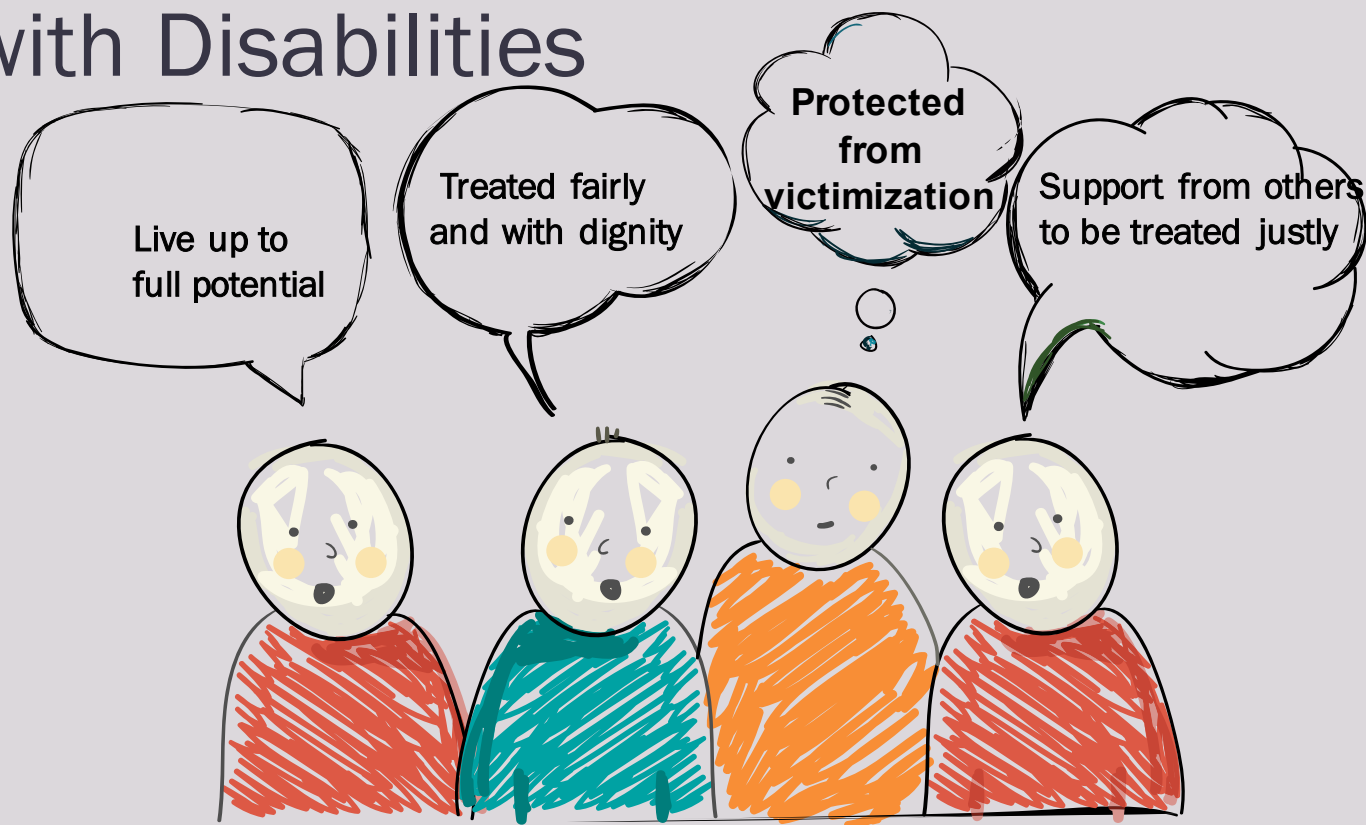 with Disabilities
Live up to
full potential
Treated fairly
and with dignity
Protected
from
victimization
Support from others
to be treated justly